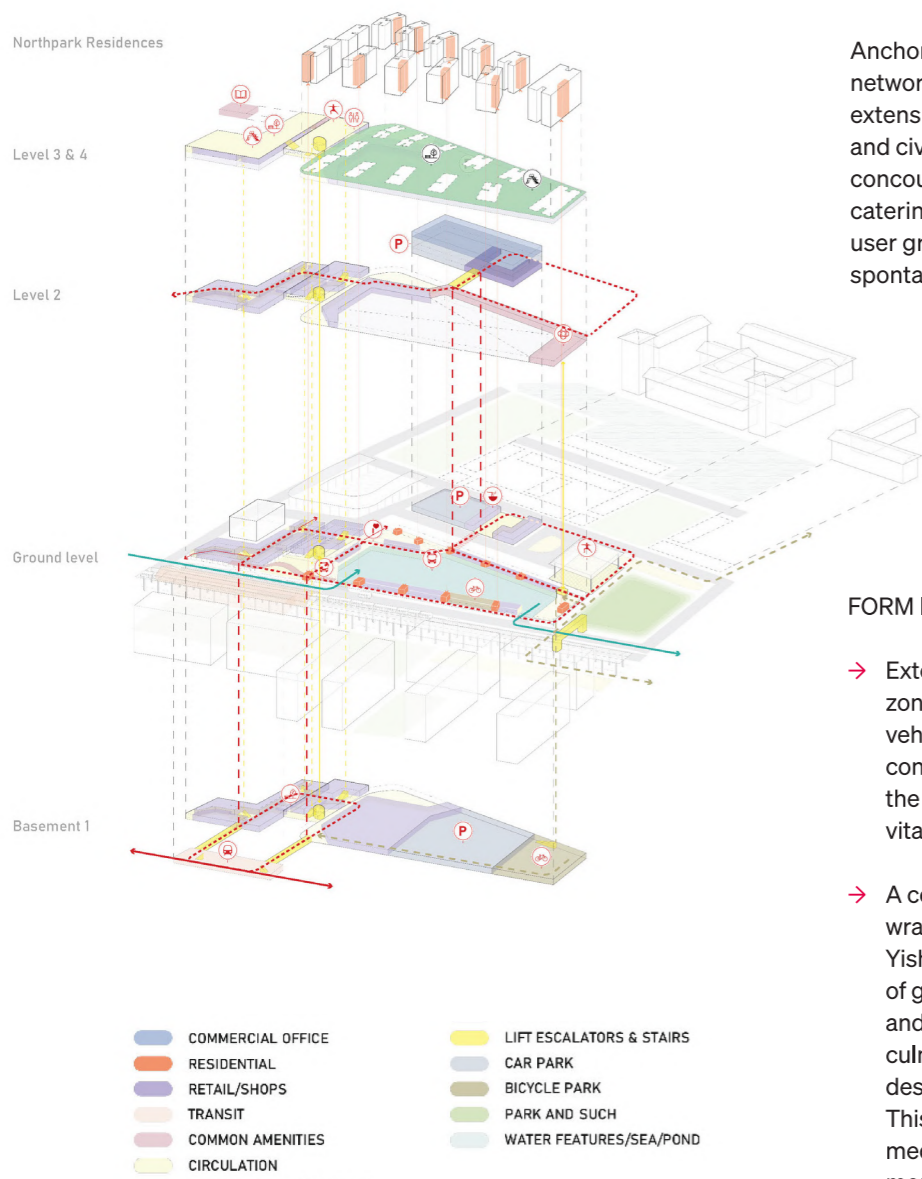 Northpark Residences
Level 3 & 4
P
Level 2
P
Ground level
P
Basement 1
COMMERCIAL OFFICE
RESIDENTIAL
RETAIL/SHOPS
TRANSIT
COMMON AMENITIES
CIRCULATION
LIFT ESCALATORS & STAIRS
CAR PARK
BICYCLE PARK
PARK AND SUCH
WATER FEATURES/SEA/POND
Anchor
networ
extens
and civ
concou
caterin
user gr
sponta
FORM
→ Exte
zon
veh
con
the
vita
→ A co
wra
Yish
of g
and
culn
des
This
me